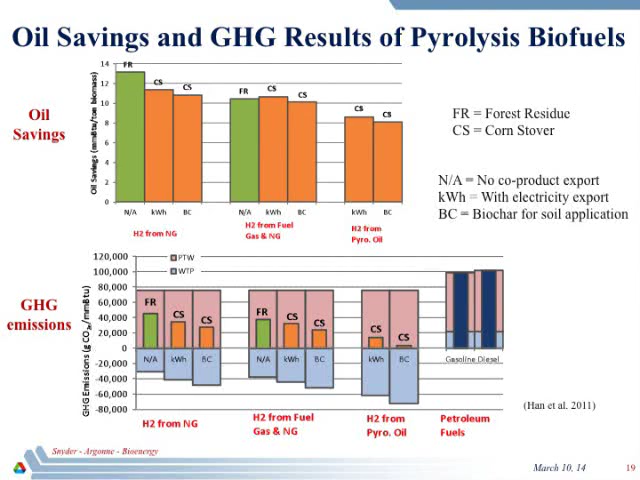 Oil Savings and GHG Results of Pyrolysis Biofuels
Oil
Savings
Oil Savings (mmBtu/ton biomass)
14
12
10
8
6
4
2
0
FR
CS
CS
FR
CS
CS
CS
CS
N/A
kWh
BC
N/A
kWh
BC
kWh
BC
H2 from NG
H2 from Fuel
Gas & NG
H2 from
Pyro. Oil
FR = Forest Residue
CS = Corn Stover
N/A = No co-product export
kWh = With electricity export
BC = Biochar for soil application
GHG
emissions
GHG Emissions (g CO2e/mmBtu)
120,000
100,000
80,000
60,000
40,000
20,000
0
-20,000
-40,000
-60,000
-80,000
PTW
WTP
FR
CS
CS
FR
CS
CS
CS
CS
N/A
kWh
BC
N/A
kWh
BC
kWh
BC
Gasoline Diesel
H2 from NG
H2 from Fuel
Gas & NG
H2 from
Pyro. Oil
Petroleum
Fuels
(Han et al. 2011)
Snyder - Argonne - Bioenergy
March 10, 14
19